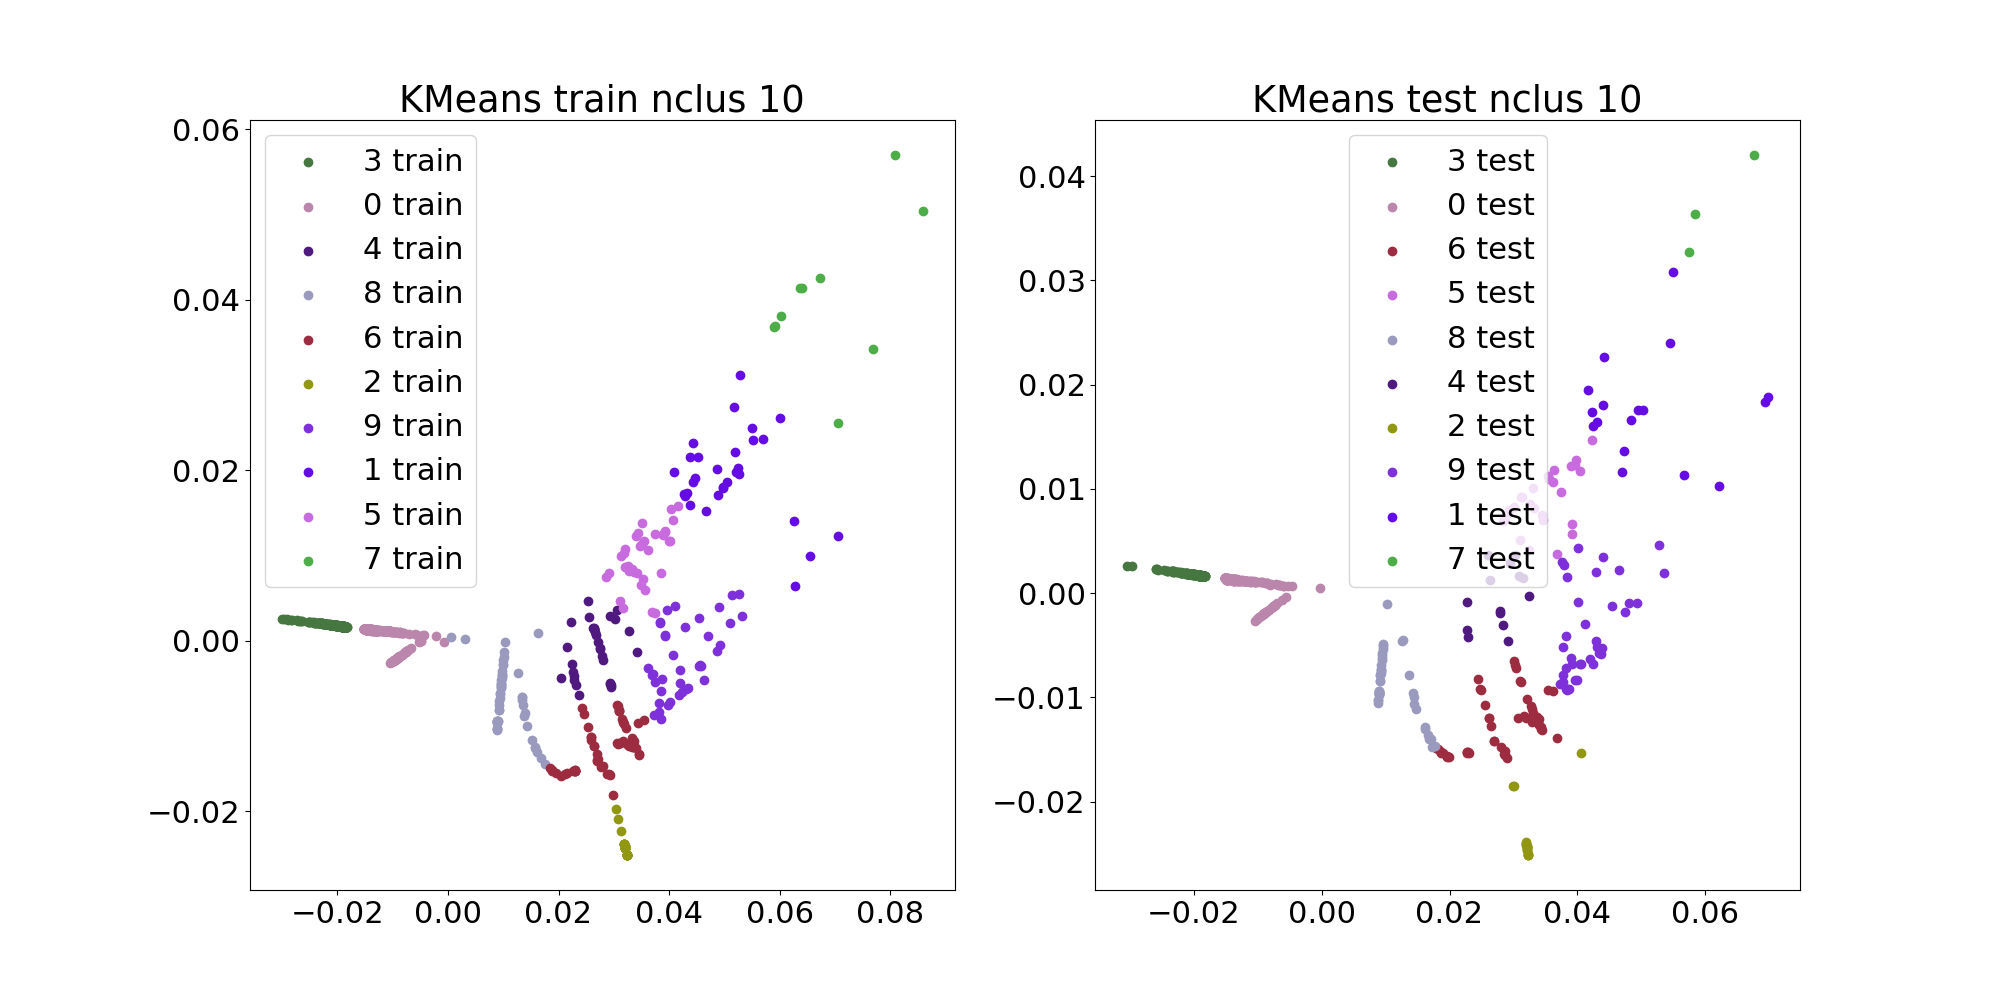 KMeans train nclus 10
0.06
0.04
0.02
0.00
−0.02
3 train
0 train
4 train
8 train
6 train
2 train
9 train
1 train
5 train
7 train
−0.02 0.00 0.02 0.04 0.06 0.08
KMeans test nclus 10
0.04
0.03
0.02
0.01
0.00
−0.01
−0.02
3 test
0 test
6 test
5 test
8 test
4 test
2 test
9 test
1 test
7 test
−0.02 0.00 0.02 0.04 0.06